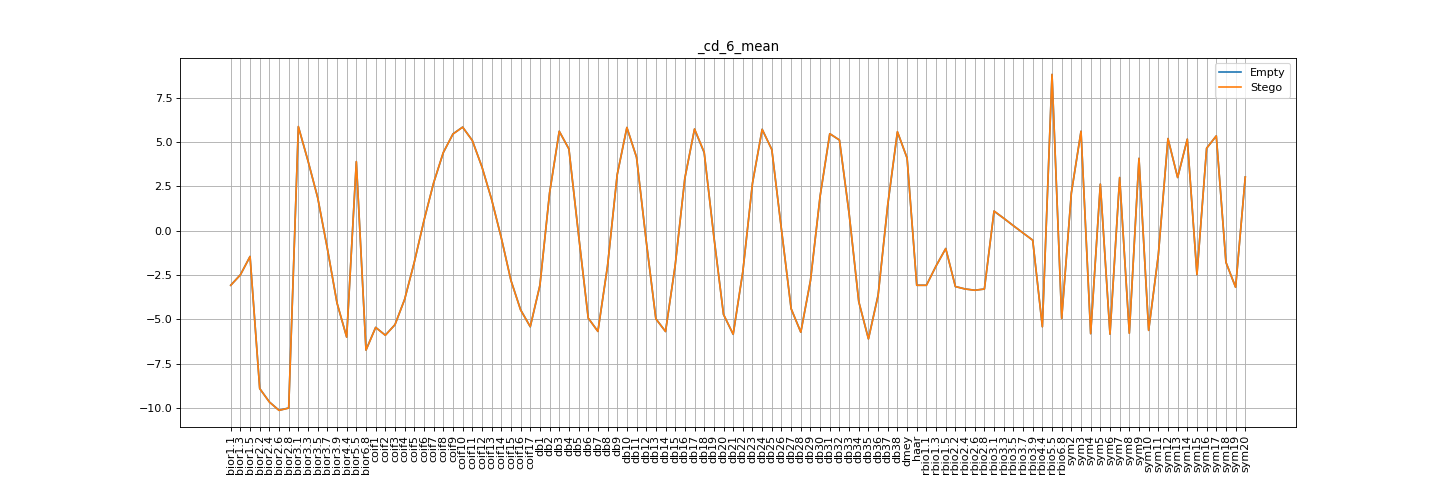 _cd_6_mean
Empty
Stego
7.5
5.0
2.5
0.0
−2.5
−5.0
−7.5
−10.0
bior1.1
bior1.3
bior1.5
bior2.2
bior2.4
bior2.6
bior2.8
bior3.1
bior3.3
bior3.5
bior3.7
bior3.9
bior4.4
bior5.5
bior6.8
coif1
coif2
coif3
coif4
coif5
coif6
coif7
coif8
coif9
coif10
coif11
coif12
coif13
coif14
coif15
coif16
coif17
db1
db2
db3
db4
db5
db6
db7
db8
db9
db10
db11
db12
db13
db14
db15
db16
db17
db18
db19
db20
db21
db22
db23
db24
db25
db26
db27
db28
db29
db30
db31
db32
db33
db34
db35
db36
db37
db38
dmey
haar
rbio1.1
rbio1.3
rbio1.5
rbio2.2
rbio2.4
rbio2.6
rbio2.8
rbio3.1
rbio3.3
rbio3.5
rbio3.7
rbio3.9
rbio4.4
rbio5.5
rbio6.8
sym2
sym3
sym4
sym5
sym6
sym7
sym8
sym9
sym10
sym11
sym12
sym13
sym14
sym15
sym16
sym17
sym18
sym19
sym20